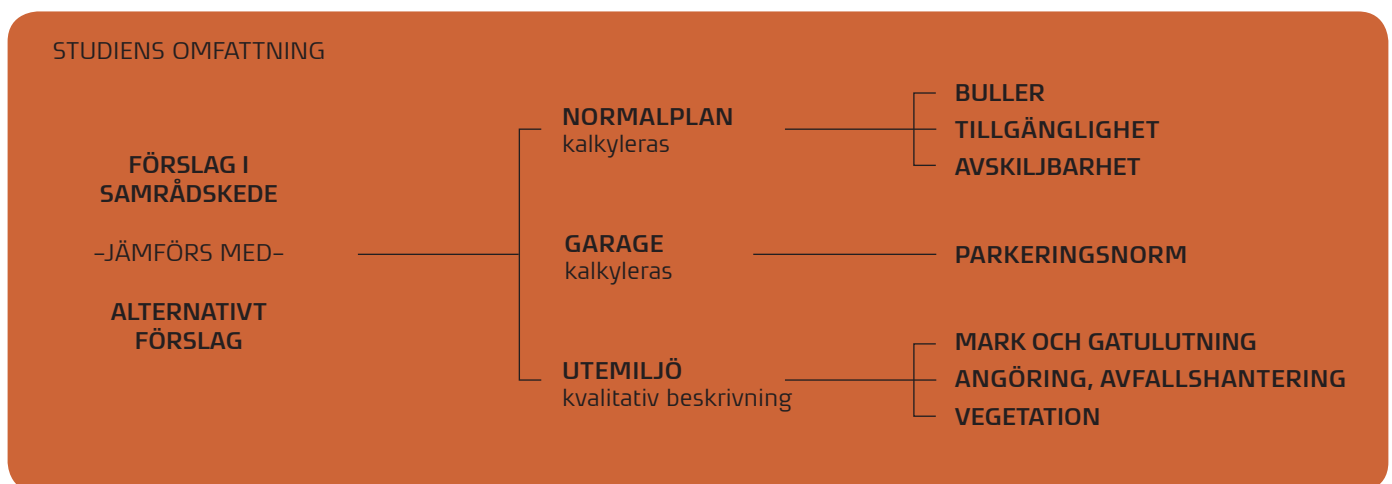 STUDIENS OMFATTNING
FÖRSLAG I
SAMRÅDSKEDE
–JÄMFÖRS MED–
ALTERNATIVT
FÖRSLAG
NORMALPLAN
kalkyleras
BULLER
TILLGÄNGLIGHET
AVSKILJBARHET
GARAGE
kalkyleras
PARKERINGSNORM
UTEMILJÖ
kvalitativ beskrivning
MARK OCH GATULUTNING
ANGÖRING, AVFALLSHANTERING
VEGETATION